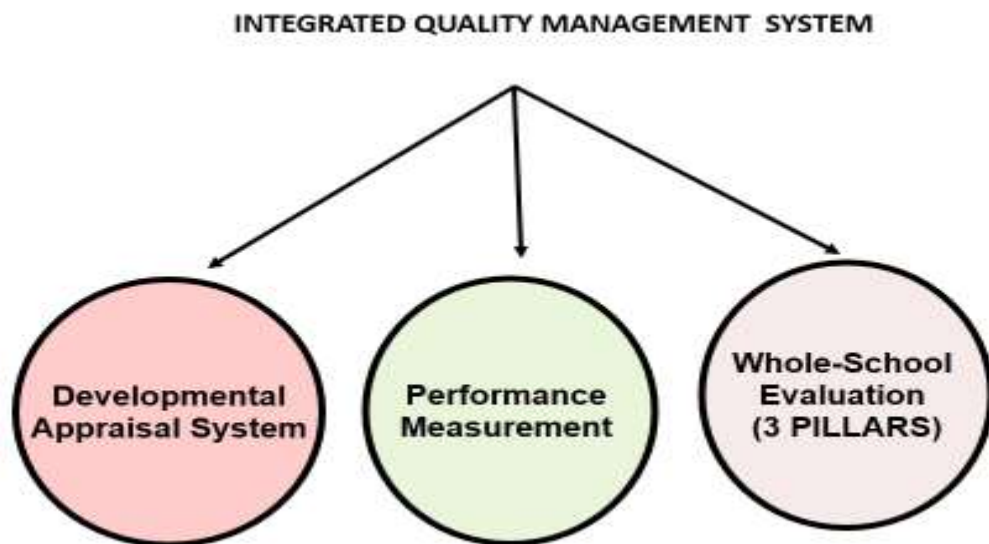 INTEGRATED QUALITY MANAGEMENT SYSTEM
Developmental
Appraisal System
Performance
Measurement
Whole-School
Evaluation
(3 PILLARS)